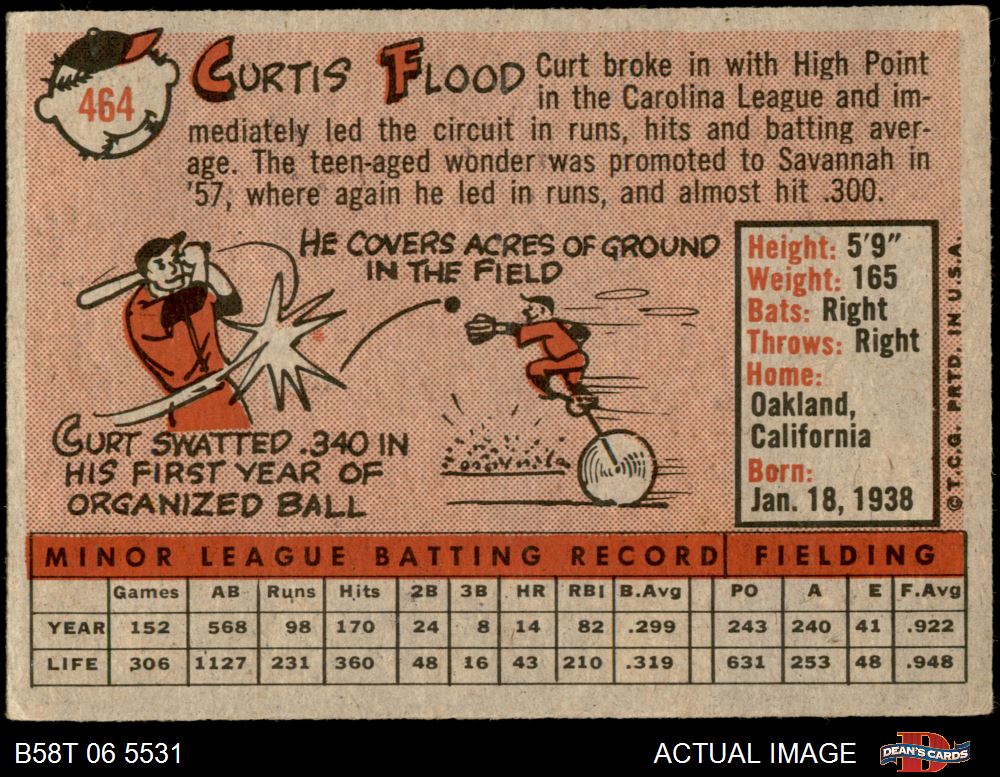 464
CURTIS FLOOD
Curt broke in with High Point
in the Carolina League and im-
mediately led the circuit in runs, hits and batting aver-
age. The teen-aged wonder was promoted to Savannah in
'57, where again he led in runs, and almost hit .300.
HE COVERS ACRES OF GROUND
IN THE FIELD
CURT SWATTED .340 IN
HIS FIRST YEAR OF
ORGANIZED BALL
Height: 5'9"
Weight: 165
Bats: Right
Throws: Right
Home:
Oakland,
California
Born:
Jan. 18, 1938
© T.C.G. PRTD. IN U.S.A.
MINOR LEAGUE BATTING RECORD FIELDING
Games AB Runs Hits 2B 3B HR RBI B.Avg PO A E F.Avg
YEAR 152 568 98 170 24 8 14 82 .299 243 240 41 .922
LIFE 306 1127 231 360 48 16 43 210 .319 631 253 48 .948
B58T 06 5531 ACTUAL IMAGE D DEAN'S CARDS